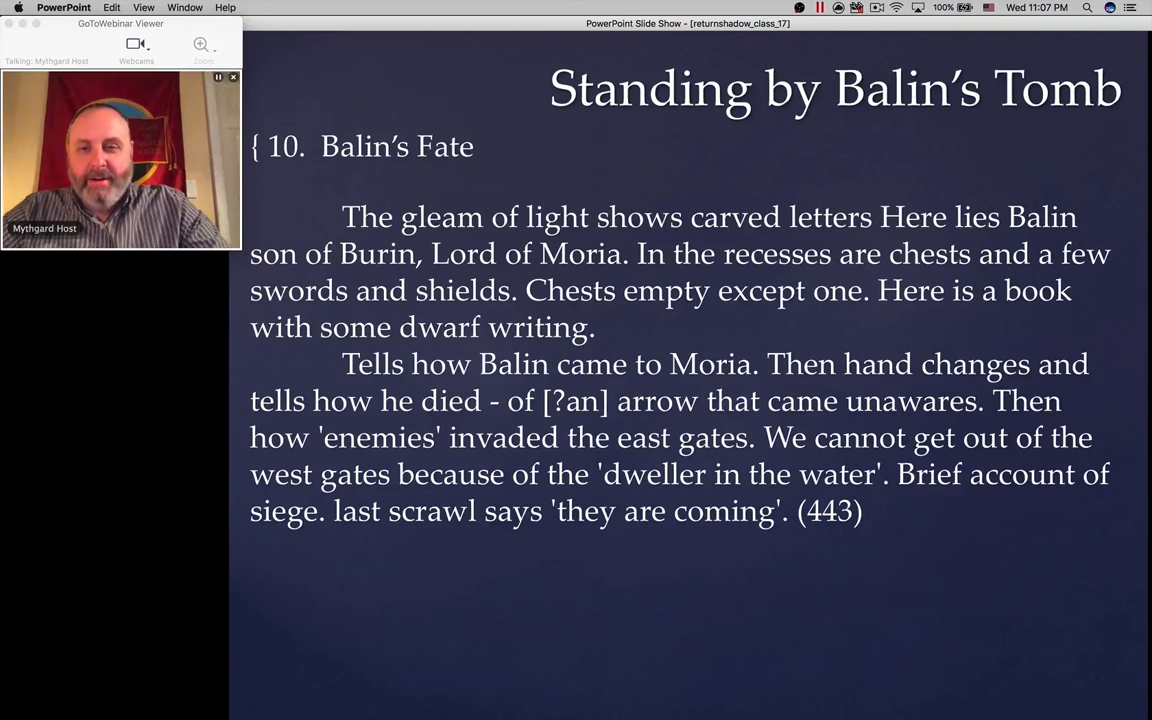 PowerPoint Edit View Window Help 100% Wed 11:07 PM
GoToWebinar Viewer
PowerPoint Slide Show - [returnshadow_class_17]
Talking: Mythgard Host Webcams Zoom
Mythgard Host
Standing by Balin's Tomb
{ 10. Balin's Fate
The gleam of light shows carved letters Here lies Balin
son of Burin, Lord of Moria. In the recesses are chests and a few
swords and shields. Chests empty except one. Here is a book
with some dwarf writing.
Tells how Balin came to Moria. Then hand changes and
tells how he died - of [?an] arrow that came unawares. Then
how 'enemies' invaded the east gates. We cannot get out of the
west gates because of the 'dweller in the water'. Brief account of
siege. last scrawl says 'they are coming'. (443)